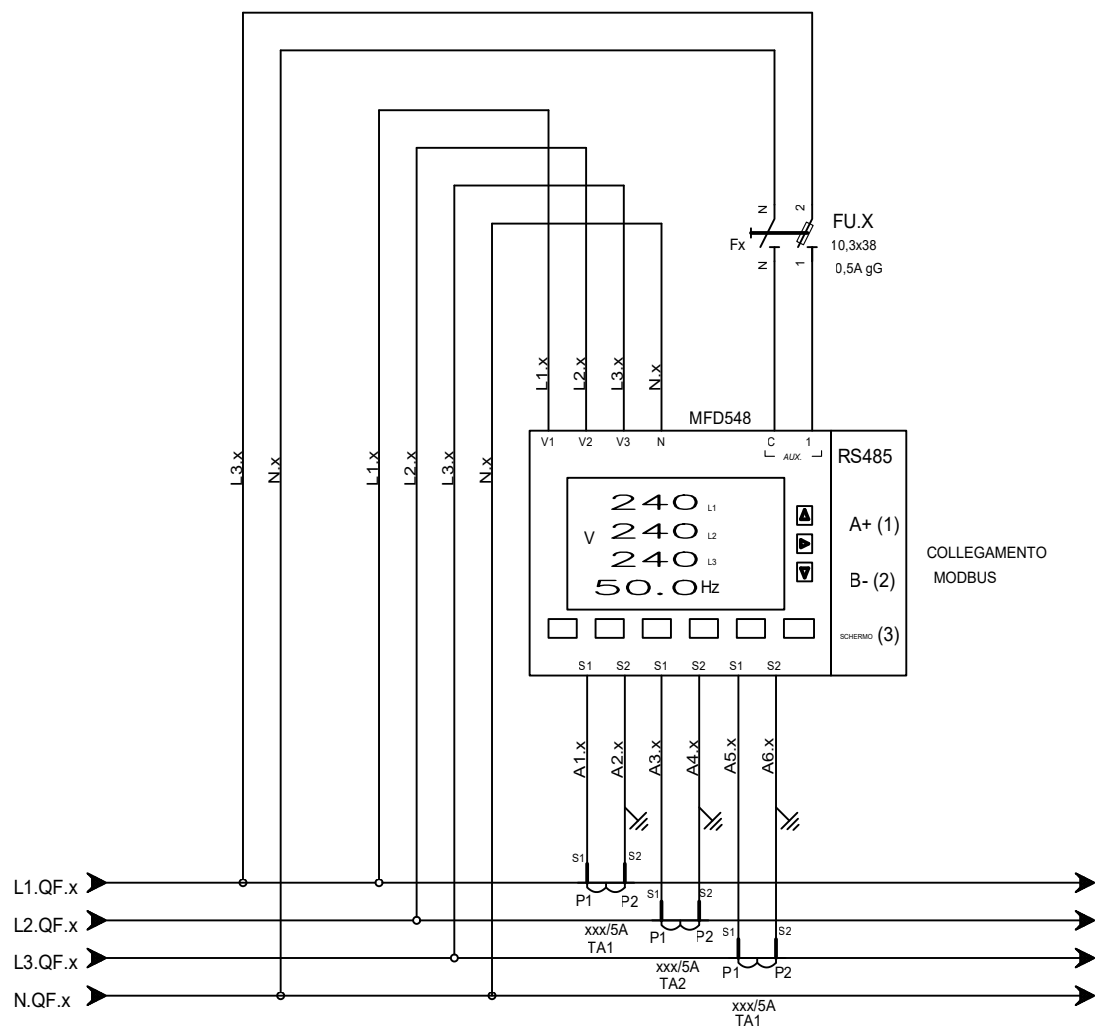 N
2
FU.X
Fx
10,3x38
N
1
0,5A gG
L1.x
L2.x
L3.x
N.x
MFD548
V1 V2 V3 N C 1
AUX.
RS485
L3.x
N.x
L1.x
L2.x
L3.x
N.x
240 L1
V 240 L2
240 L3
50.0 Hz
A+ (1)
B- (2)
SCHERMO (3)
COLLEGAMENTO
MODBUS
S1 S2 S1 S2 S1 S2
A1.x
A2.x
A3.x
A4.x
A5.x
A6.x
S1 S2
L1.QF.x
P1 P2
S1 S2
L2.QF.x
xxx/5A
TA1
P1 P2
S1 S2
L3.QF.x
xxx/5A
TA2
P1 P2
N.QF.x
xxx/5A
TA1